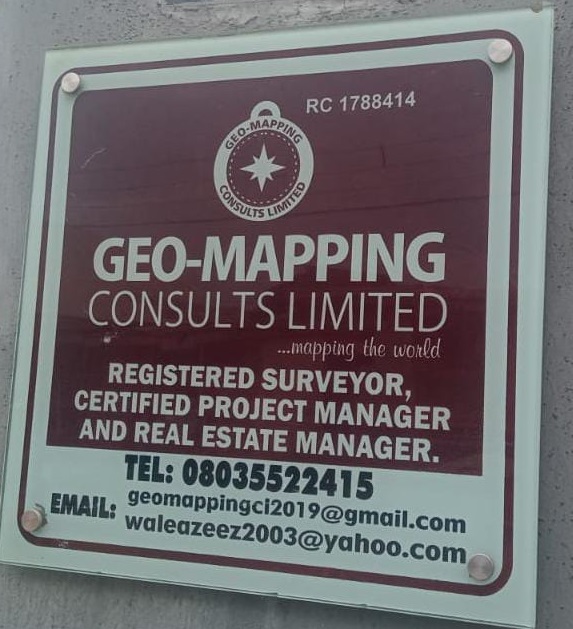 RC 1788414
GEO-MAPPING
CONSULTS LIMITED
GEO-MAPPING
CONSULTS LIMITED
...mapping the world
REGISTERED SURVEYOR,
CERTIFIED PROJECT MANAGER
AND REAL ESTATE MANAGER.
TEL: 08035522415
EMAIL: geomappingcl2019@gmail.com
waleazeez2003@yahoo.com